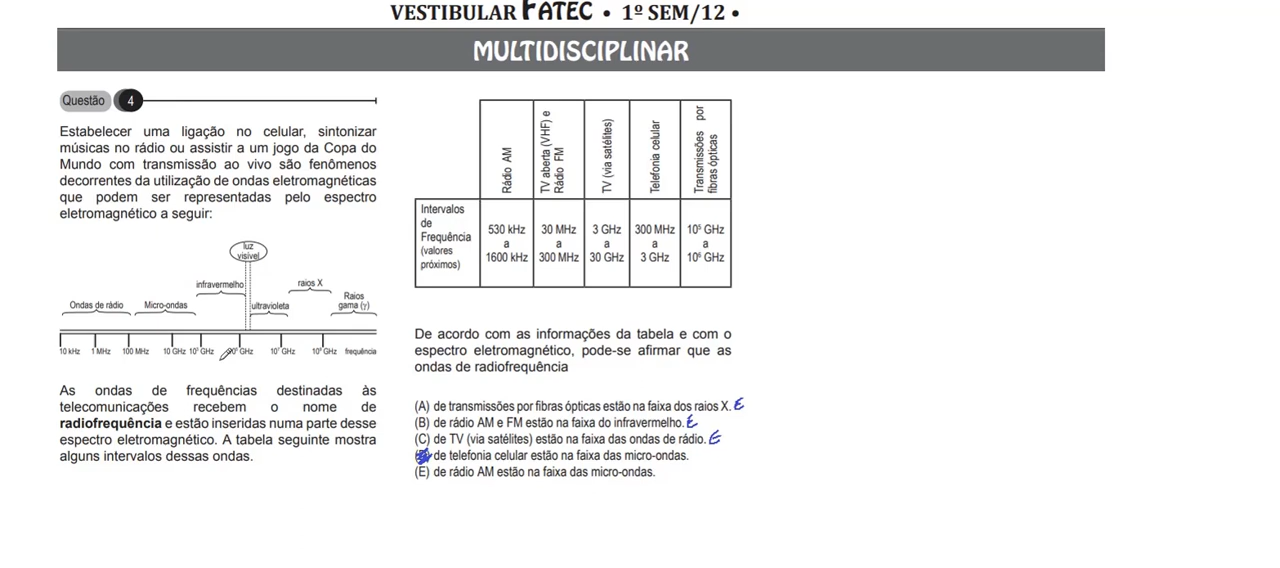 VESTIBULAR FATEC • 1º SEM/12 •
MULTIDISCIPLINAR
Questão 4
Estabelecer uma ligação no celular, sintonizar
músicas no rádio ou assistir a um jogo da Copa do
Mundo com transmissão ao vivo são fenômenos
decorrentes da utilização de ondas eletromagnéticas
que podem ser representadas pelo espectro
eletromagnético a seguir:
luz
visível
infravermelho
raios X
Ondas de rádio
Micro-ondas
ultravioleta
Raios
gama (γ)
10 kHz 1 MHz 100 MHz 10 GHz 10³ GHz GHz 10⁷ GHz 10⁹ GHz frequência
As ondas de frequências destinadas às
telecomunicações recebem o nome de
radiofrequência e estão inseridas numa parte desse
espectro eletromagnético. A tabela seguinte mostra
alguns intervalos dessas ondas.
Rádio AM
TV aberta (VHF) e
Rádio FM
TV (via satélites)
Telefonia celular
Transmissões por
fibras ópticas
Intervalos
de
Frequência
(valores
próximos)
530 kHz
a
1600 kHz
30 MHz
a
300 MHz
3 GHz
a
30 GHz
300 MHz
a
3 GHz
10⁵ GHz
a
10⁶ GHz
De acordo com as informações da tabela e com o
espectro eletromagnético, pode-se afirmar que as
ondas de radiofrequência
(A) de transmissões por fibras ópticas estão na faixa dos raios X. E
(B) de rádio AM e FM estão na faixa do infravermelho. E
(C) de TV (via satélites) estão na faixa das ondas de rádio. E
de telefonia celular estão na faixa das micro-ondas.
(E) de rádio AM estão na faixa das micro-ondas.